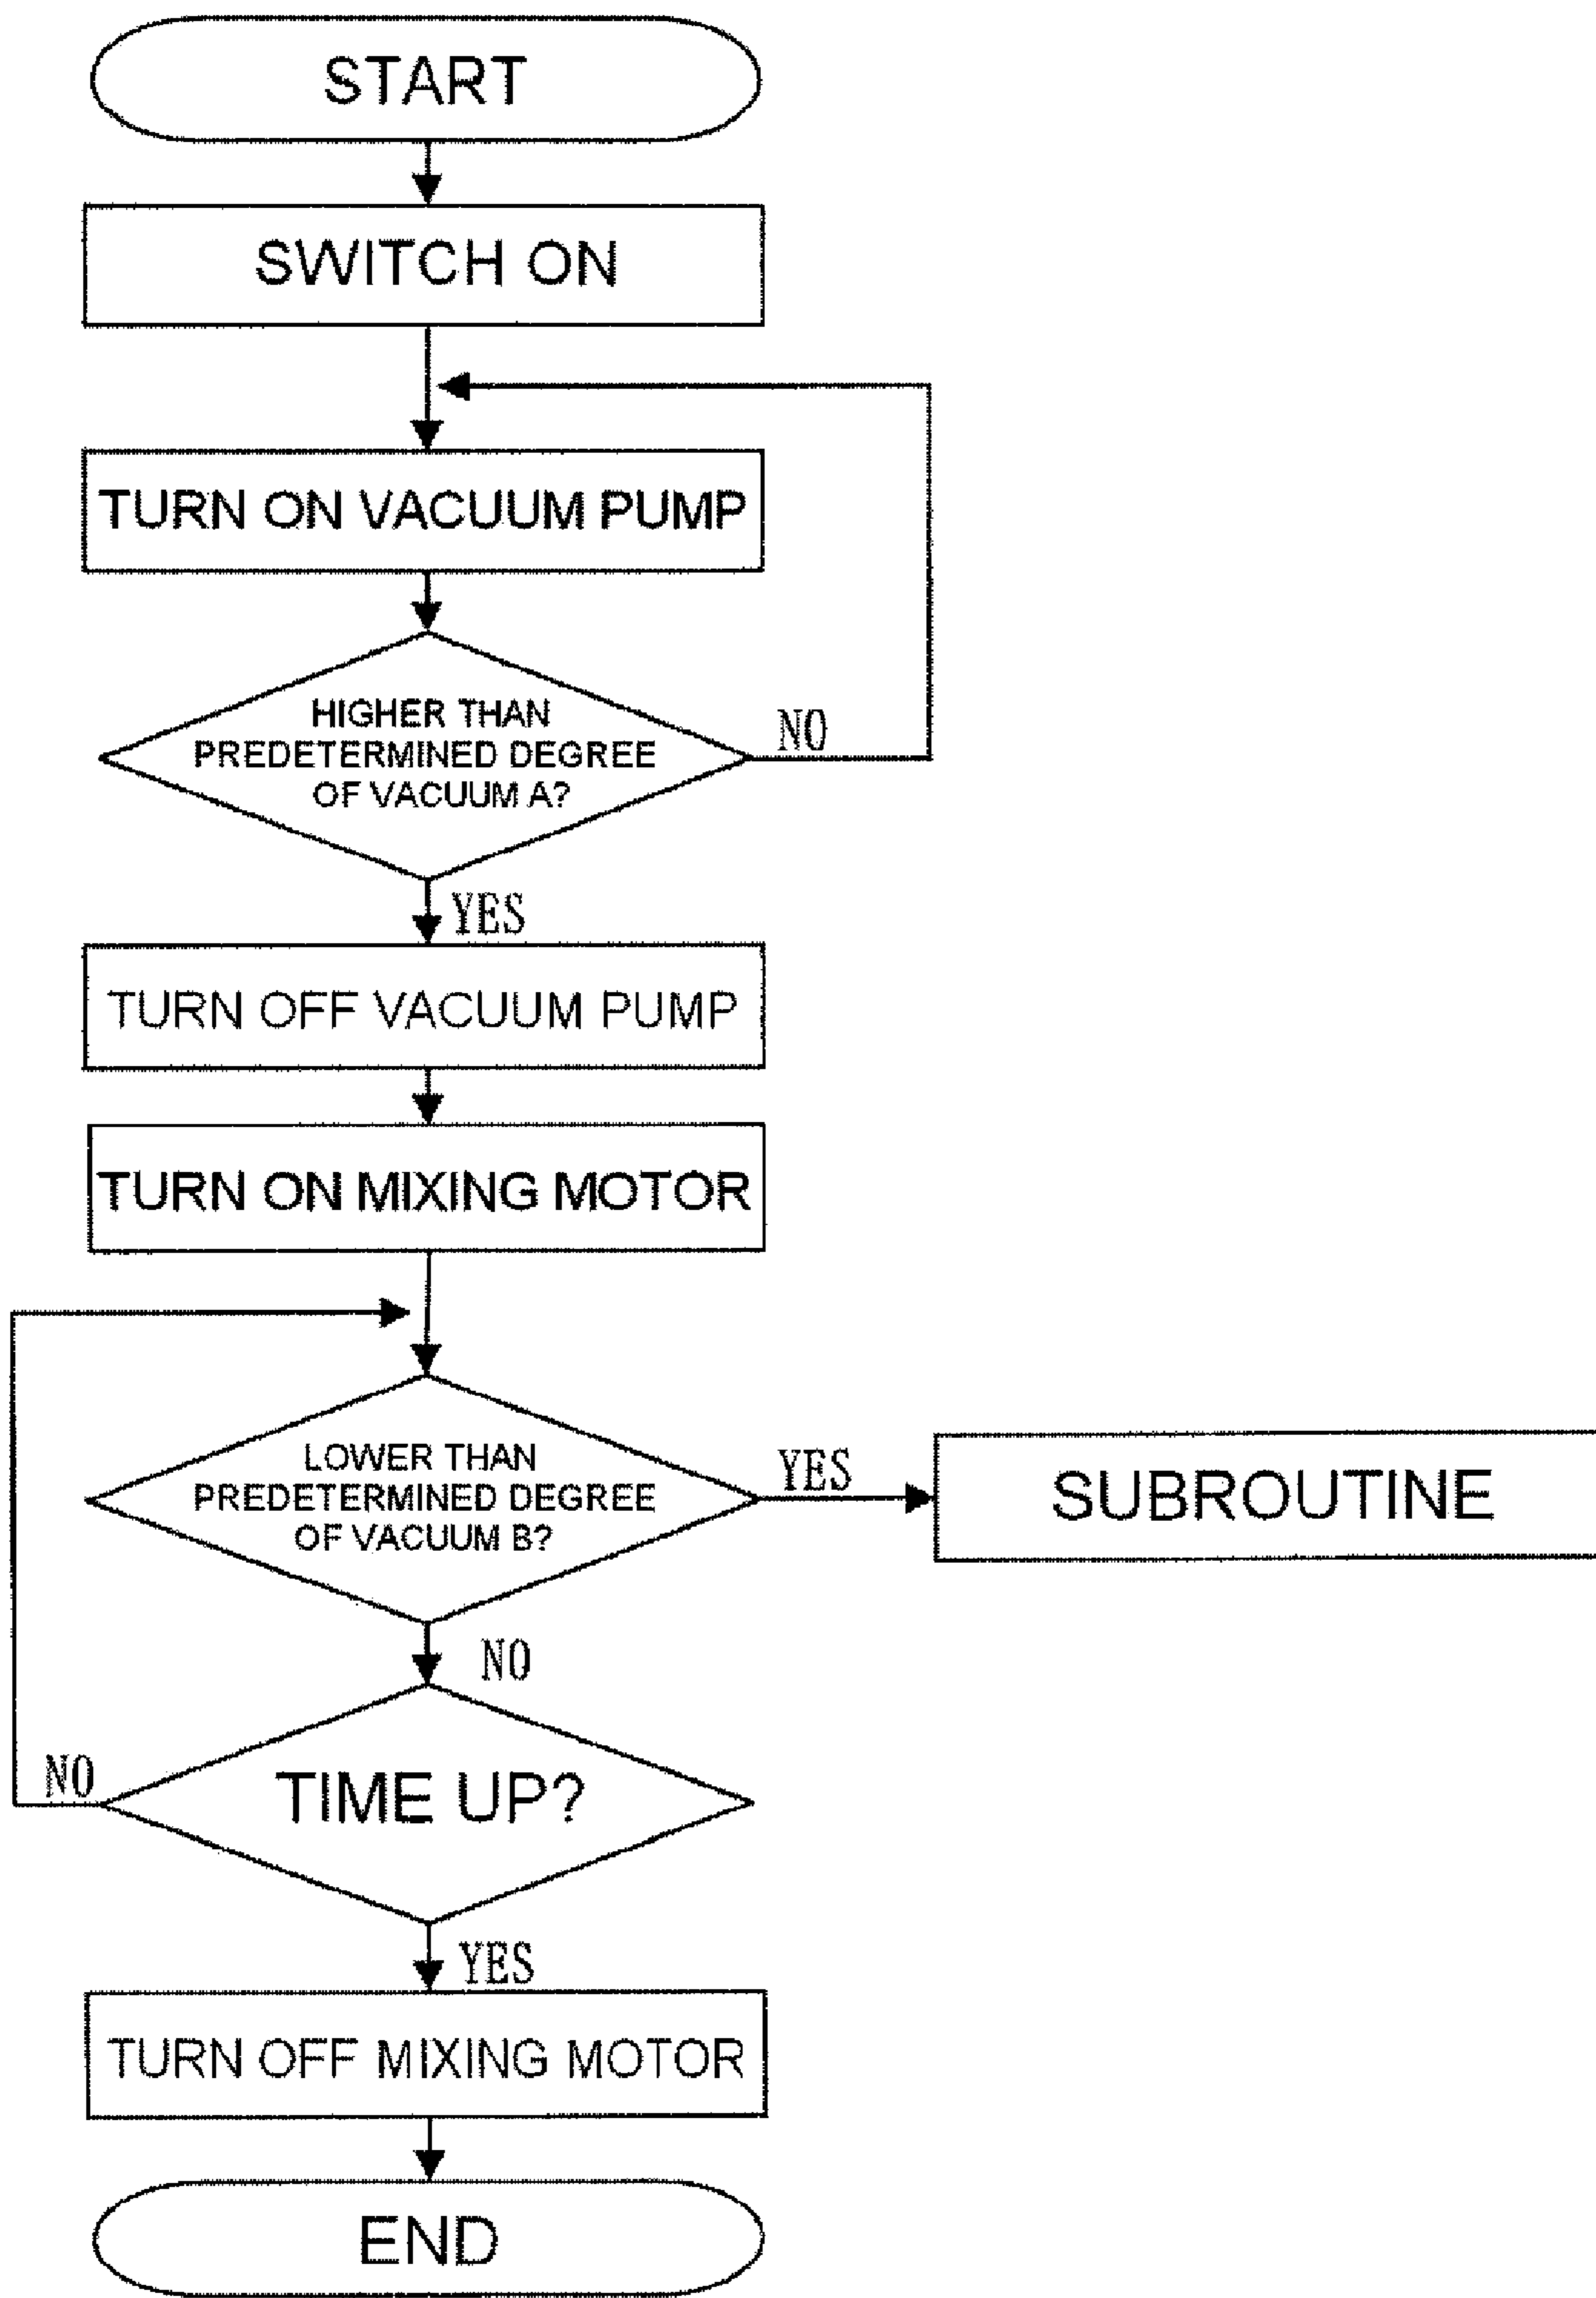 START
SWITCH ON
TURN ON VACUUM PUMP
HIGHER THAN
PREDETERMINED DEGREE
OF VACUUM A?
NO
YES
TURN OFF VACUUM PUMP
TURN ON MIXING MOTOR
LOWER THAN
PREDETERMINED DEGREE
OF VACUUM B?
YES
SUBROUTINE
NO
TIME UP?
NO
YES
TURN OFF MIXING MOTOR
END